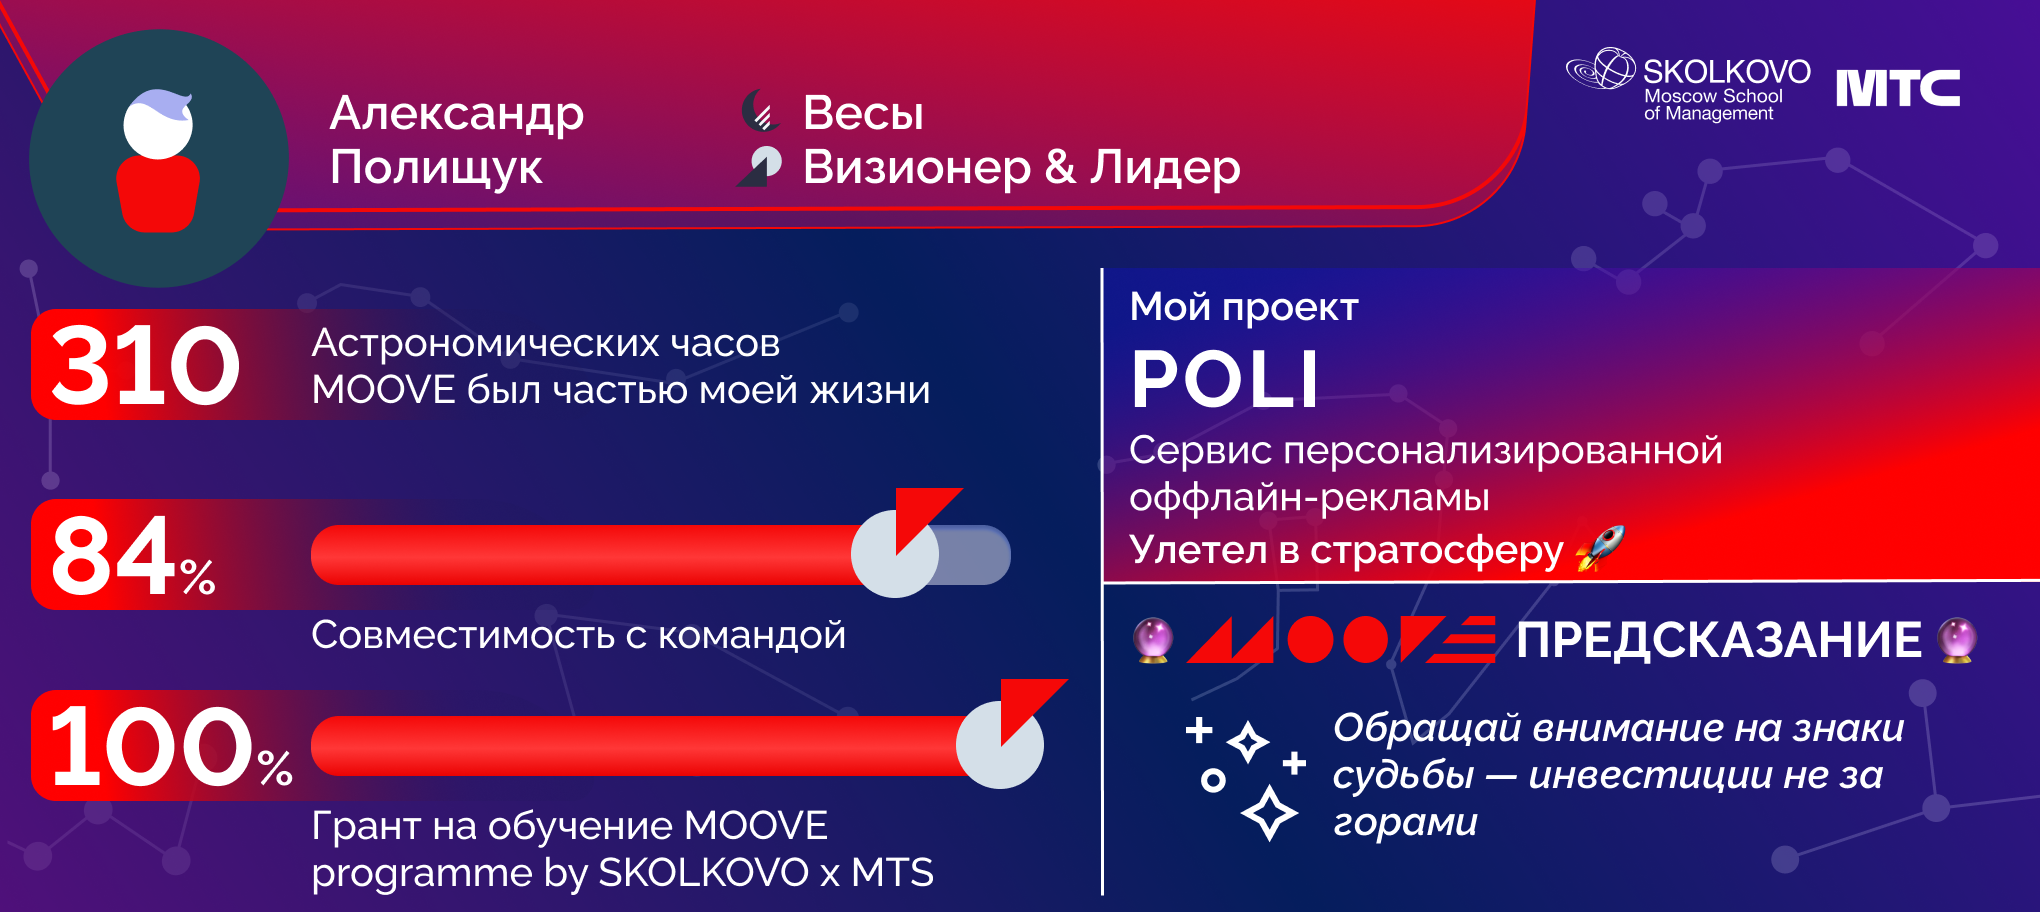 Александр
Полищук
Весы
Визионер & Лидер
SKOLKOVO
Moscow School
of Management
МТС
310
Астрономических часов
MOOVE был частью моей жизни
84%
Совместимость с командой
100%
Грант на обучение MOOVE
programme by SKOLKOVO x MTS
Мой проект
POLI
Сервис персонализированной
оффлайн-рекламы
Улетел в стратосферу 🚀
🔮 MOOVE ПРЕДСКАЗАНИЕ 🔮
Обращай внимание на знаки
судьбы — инвестиции не за
горами